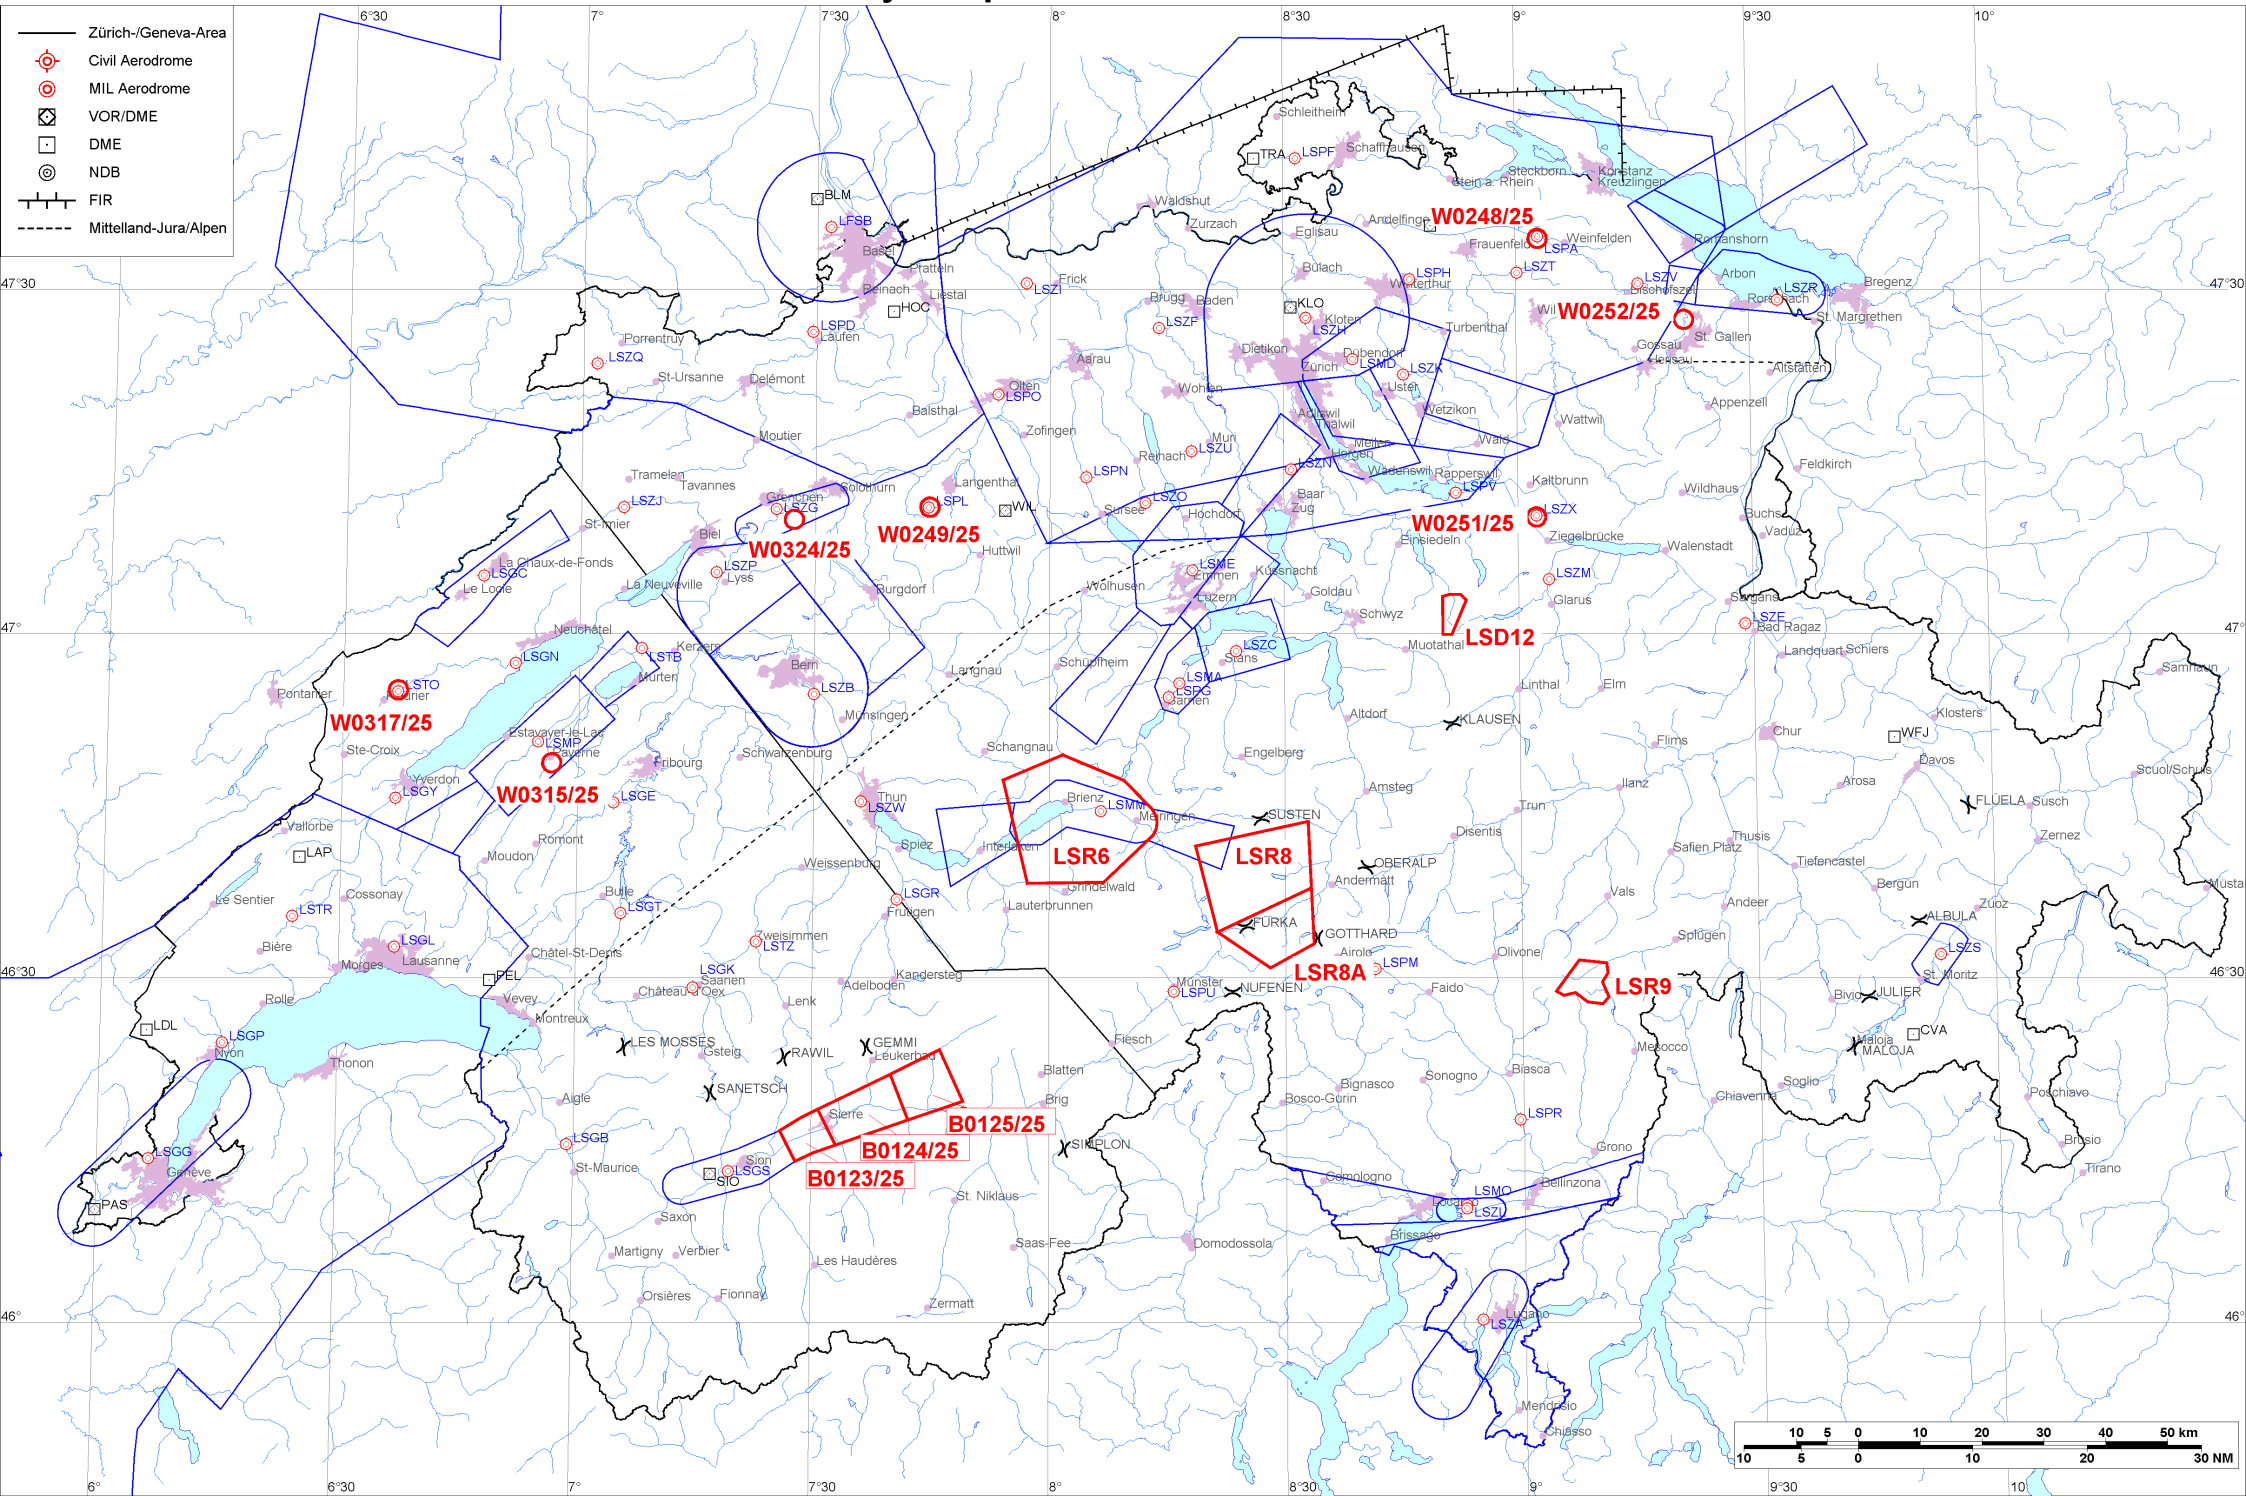 6°30
7°
7°30
8°
8°30
9°
9°30
10°
Zürich-/Geneva-Area
Civil Aerodrome
MIL Aerodrome
VOR/DME
DME
NDB
FIR
Mittelland-Jura/Alpen
Schleitheim
TRA
LSPF
Schaffhausen
Steckborn
Stein a. Rhein
Konstanz
Kreuzlingen
BLM
LFSB
Basel
Waldshut
Zurzach
Eglisau
Andelfinge
W0248/25
LSPA
Weinfelden
Frauenfeld
Romanshorn
Pratteln
Reinach
Liestal
HOC
LSZI
Frick
Bülach
LSPH
Winterthur
LSZT
LSZV
Bischofszell
Arbon
LSZR
Rorschach
Bregenz
47°30
47°30
LSPD
Laufen
Brugg
Baden
LSZF
KLO
Kloten
LSZH
Turbenthal
Wil
W0252/25
St. Gallen
St. Margrethen
Porrentruy
LSZQ
St-Ursanne
Delémont
Aarau
Dietikon
Zürich
Dübendorf
LSMD
LSZK
Uster
Gossau
Herisau
Altstätten
Olten
LSPO
Balsthal
Wohlen
Adliswil
Thalwil
Wetzikon
Appenzell
Wattwil
Moutier
Zofingen
Muri
LSZU
Reinach
Meilen
Horgen
Wald
Tramelan
Tavannes
LSPN
LSZN
Wädenswil
Rapperswil
LSPV
Kaltbrunn
Feldkirch
Wildhaus
LSZJ
Grenchen
Solothurn
LSZG
LSPL
Langenthal
WIL
W0249/25
W0324/25
Sursee
LSZO
Hochdorf
Baar
Zug
W0251/25
LSZX
Buchs
Vaduz
St-Imier
Biel
Huttwil
Einsiedeln
Ziegelbrücke
Walenstadt
La Chaux-de-Fonds
LSGC
Le Locle
La Neuveville
LSZP
Lyss
Burgdorf
Wolhusen
LSME
Emmen
Luzern
Küssnacht
Goldau
Schwyz
LSZM
Glarus
Sargans
LSZE
Bad Ragaz
47°
47°
Neuchâtel
LSGN
LSTB
Kerzers
Murten
Bern
LSZB
Langnau
Schüpfheim
LSZC
Stans
LSMA
LSPG
Sarnen
Muotathal
LSD12
Landquart
Schiers
Samnaun
Pontarlier
LSTO
Fleurier
W0317/25
Münsingen
Altdorf
KLAUSEN
Linthal
Elm
Klosters
Ste-Croix
Estavayer-le-Lac
LSMP
Payerne
W0315/25
Fribourg
Schwarzenburg
Schangnau
Engelberg
Flims
Chur
WFJ
Davos
Scuol/Schuls
Yverdon
LSGY
LSGE
Thun
LSZW
Brienz
LSMM
Meiringen
SUSTEN
Amsteg
Trun
Ilanz
Arosa
FLUELA
Susch
Zernez
Vallorbe
LAP
Romont
Moudon
Weissenburg
Spiez
Interlaken
LSR6
LSR8
OBERALP
Disentis
Safien Platz
Thusis
Tiefencastel
Le Sentier
LSTR
Cossonay
Bulle
LSGT
LSGR
Frutigen
Lauterbrunnen
Grindelwald
Andermatt
Vals
Andeer
Bergun
Zuoz
Müsta
Bière
LSGL
Lausanne
Morges
Châtel-St-Denis
Zweisimmen
LSTZ
FURKA
GOTTHARD
Airolo
LSPM
Olivone
Splugen
ALBULA
LSZS
St. Moritz
46°30
46°30
Rolle
PEL
Vevey
Montreux
LSGK
Saanen
Château-d'Oex
Lenk
Adelboden
Kandersteg
Münster
LSPU
NUFENEN
LSR8A
Faido
LSR9
Bivio
JULIER
LDL
LSGP
Nyon
Thonon
LES MOSSES
Gsteig
RAWIL
GEMMI
Leukerbad
Fiesch
Mesocco
Maloja
MALOJA
CVA
SANETSCH
Blatten
Brig
Bignasco
Sonogno
Biasca
Bosco-Gurin
Soglio
Chiavenna
Poschiavo
Aigle
Sierre
B0125/25
B0124/25
B0123/25
SIMPLON
LSPR
Grono
Brusio
Tirano
LSGB
St-Maurice
LSGG
Genève
PAS
Sion
LSGS
SIO
St. Niklaus
Comologno
LSMO
Locarno
LSZL
Bellinzona
Saxon
Martigny
Verbier
Les Haudères
Saas-Fee
Domodossola
Brissago
Orsières
Fionnay
Zermatt
46°
46°
Lugano
LSZA
Mendrisio
Chiasso
10 5 0 10 20 30 40 50 km
10 5 0 10 20 30 NM
6°
6°30
7°
7°30
8°
8°30
9°
9°30
10